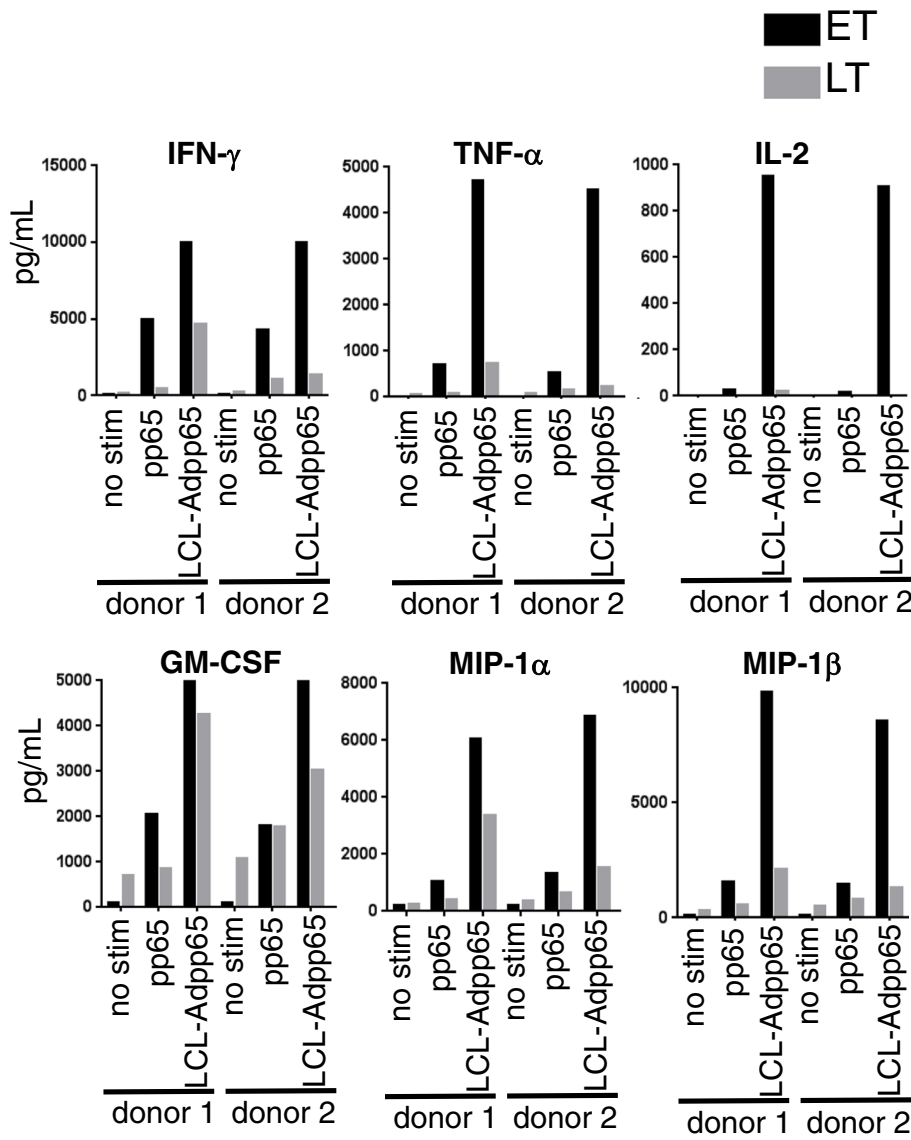 ET
LT
IFN-γ
TNF-α
IL-2
pg/mL
15000
10000
5000
0
5000
4000
3000
2000
1000
0
1000
800
600
400
200
0
no stim
pp65
LCL-Adpp65
no stim
pp65
LCL-Adpp65
no stim
pp65
LCL-Adpp65
no stim
pp65
LCL-Adpp65
no stim
pp65
LCL-Adpp65
no stim
pp65
LCL-Adpp65
donor 1
donor 2
donor 1
donor 2
donor 1
donor 2
GM-CSF
MIP-1α
MIP-1β
pg/mL
5000
4000
3000
2000
1000
0
8000
6000
4000
2000
0
10000
5000
0
no stim
pp65
LCL-Adpp65
no stim
pp65
LCL-Adpp65
no stim
pp65
LCL-Adpp65
no stim
pp65
LCL-Adpp65
no stim
pp65
LCL-Adpp65
no stim
pp65
LCL-Adpp65
donor 1
donor 2
donor 1
donor 2
donor 1
donor 2